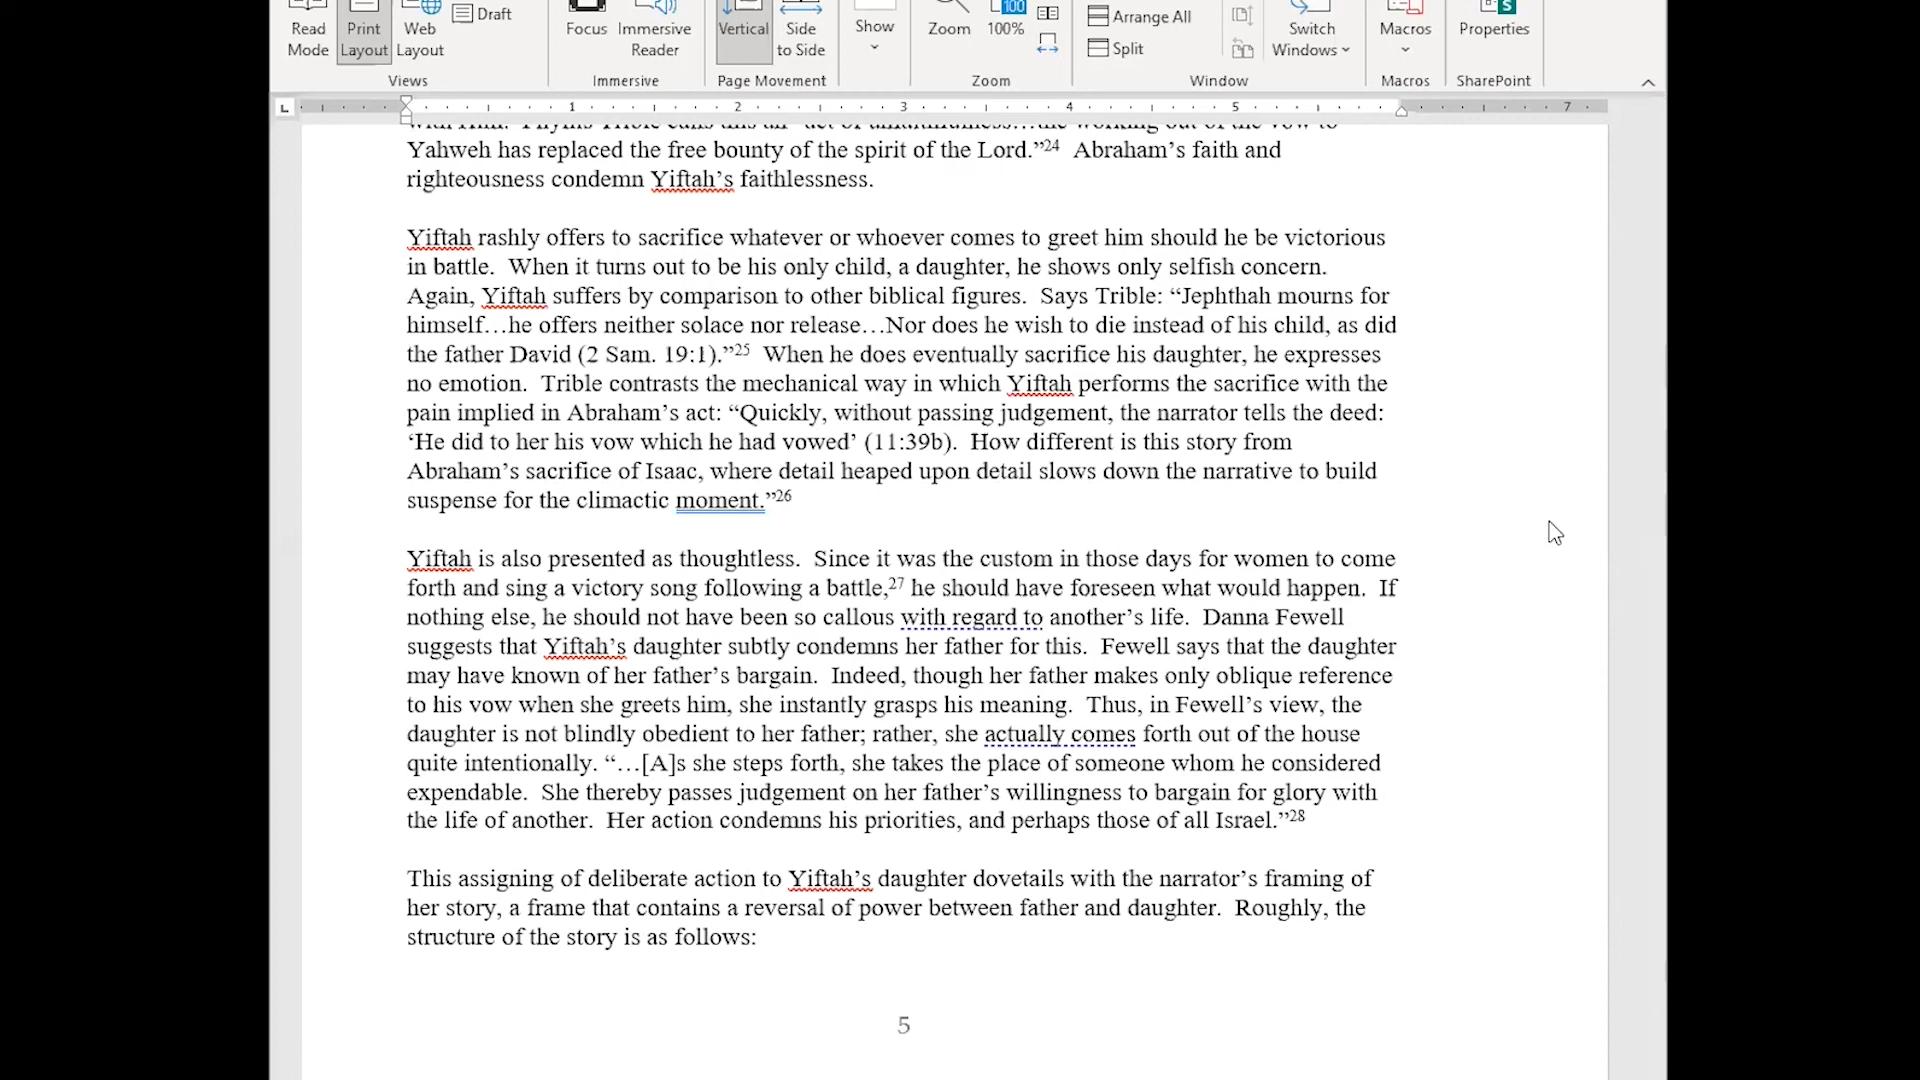 Read Mode
Print Layout
Web Layout
Draft
Views
Focus
Immersive Reader
Immersive
Vertical
Side to Side
Page Movement
Show
Zoom
100
100%
Zoom
Arrange All
Split
Switch Windows
Window
Macros
Macros
S
Properties
SharePoint
L
1 2 3 4 5 7
Yahweh has replaced the free bounty of the spirit of the Lord.”24 Abraham’s faith and
righteousness condemn Yiftah’s faithlessness.
Yiftah rashly offers to sacrifice whatever or whoever comes to greet him should he be victorious
in battle. When it turns out to be his only child, a daughter, he shows only selfish concern.
Again, Yiftah suffers by comparison to other biblical figures. Says Trible: “Jephthah mourns for
himself…he offers neither solace nor release…Nor does he wish to die instead of his child, as did
the father David (2 Sam. 19:1).”25 When he does eventually sacrifice his daughter, he expresses
no emotion. Trible contrasts the mechanical way in which Yiftah performs the sacrifice with the
pain implied in Abraham’s act: “Quickly, without passing judgement, the narrator tells the deed:
‘He did to her his vow which he had vowed’ (11:39b). How different is this story from
Abraham’s sacrifice of Isaac, where detail heaped upon detail slows down the narrative to build
suspense for the climactic moment.”26
Yiftah is also presented as thoughtless. Since it was the custom in those days for women to come
forth and sing a victory song following a battle,27 he should have foreseen what would happen. If
nothing else, he should not have been so callous with regard to another’s life. Danna Fewell
suggests that Yiftah’s daughter subtly condemns her father for this. Fewell says that the daughter
may have known of her father’s bargain. Indeed, though her father makes only oblique reference
to his vow when she greets him, she instantly grasps his meaning. Thus, in Fewell’s view, the
daughter is not blindly obedient to her father; rather, she actually comes forth out of the house
quite intentionally. “…[A]s she steps forth, she takes the place of someone whom he considered
expendable. She thereby passes judgement on her father’s willingness to bargain for glory with
the life of another. Her action condemns his priorities, and perhaps those of all Israel.”28
This assigning of deliberate action to Yiftah’s daughter dovetails with the narrator’s framing of
her story, a frame that contains a reversal of power between father and daughter. Roughly, the
structure of the story is as follows:
5